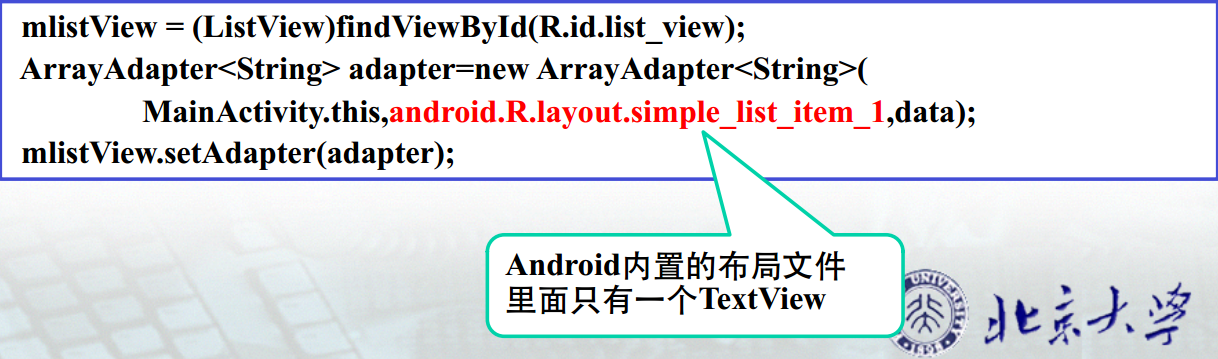 mlistView = (ListView)findViewById(R.id.list_view);
ArrayAdapter<String> adapter=new ArrayAdapter<String>(
MainActivity.this,android.R.layout.simple_list_item_1,data);
mlistView.setAdapter(adapter);
Android内置的布局文件
里面只有一个TextView
UNIVERSITY
1898
北京大学